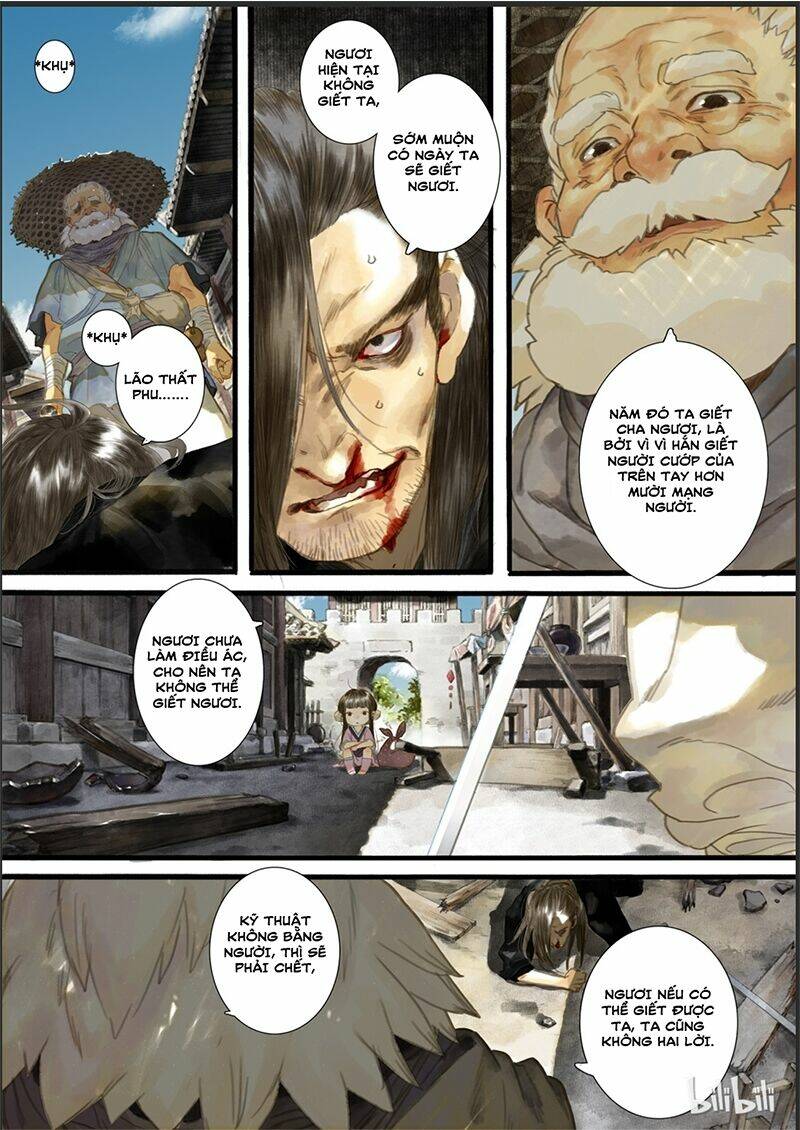 *KHỤ*
*KHỤ*
LÃO THẤT
PHU.......
NGƯƠI
HIỆN TẠI
KHÔNG
GIẾT TA,
SỚM MUỘN
CÓ NGÀY TA
SẼ GIẾT
NGƯƠI.
NĂM ĐÓ TA GIẾT
CHA NGƯƠI, LÀ
BỞI VÌ VÌ HẮN GIẾT
NGƯỜI CƯỚP CỦA
TRÊN TAY HƠN
MƯỜI MẠNG
NGƯỜI.
NGƯƠI CHƯA
LÀM ĐIỀU ÁC,
CHO NÊN TA
KHÔNG THỂ
GIẾT NGƯƠI.
KỸ THUẬT
KHÔNG BẰNG
NGƯỜI, THÌ SẼ
PHẢI CHẾT,
NGƯƠI NẾU CÓ
THỂ GIẾT ĐƯỢC
TA, TA CŨNG
KHÔNG HAI LỜI.
bilibili